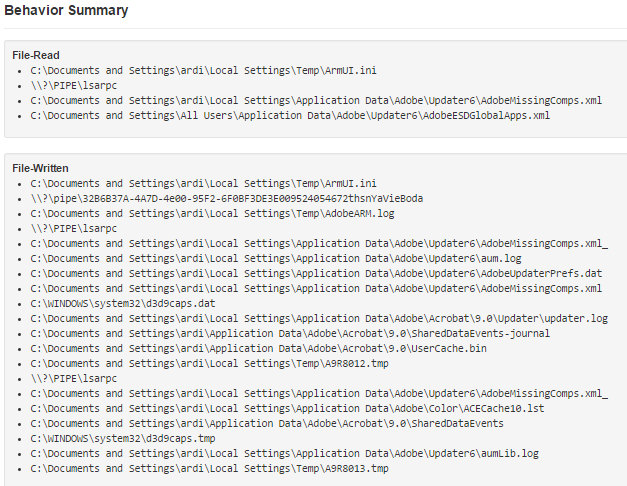 Behavior Summary
File-Read
C:\Documents and Settings\ardi\Local Settings\Temp\ArmUI.ini
\\?\PIPE\lsarpc
C:\Documents and Settings\ardi\Local Settings\Application Data\Adobe\Updater6\AdobeMissingComps.xml
C:\Documents and Settings\All Users\Application Data\Adobe\Updater6\AdobeESDGlobalApps.xml
File-Written
C:\Documents and Settings\ardi\Local Settings\Temp\ArmUI.ini
\\?\pipe\32B6B37A-4A7D-4e00-95F2-6F0BF3DE3E009524054672thsnYaVieBoda
C:\Documents and Settings\ardi\Local Settings\Temp\AdobeARM.log
\\?\PIPE\lsarpc
C:\Documents and Settings\ardi\Local Settings\Application Data\Adobe\Updater6\AdobeMissingComps.xml_
C:\Documents and Settings\ardi\Local Settings\Application Data\Adobe\Updater6\aum.log
C:\Documents and Settings\ardi\Local Settings\Application Data\Adobe\Updater6\AdobeUpdaterPrefs.dat
C:\Documents and Settings\ardi\Local Settings\Application Data\Adobe\Updater6\AdobeMissingComps.xml
C:\WINDOWS\system32\d3d9caps.dat
C:\Documents and Settings\ardi\Local Settings\Application Data\Adobe\Acrobat\9.0\Updater\updater.log
C:\Documents and Settings\ardi\Application Data\Adobe\Acrobat\9.0\SharedDataEvents-journal
C:\Documents and Settings\ardi\Application Data\Adobe\Acrobat\9.0\UserCache.bin
C:\Documents and Settings\ardi\Local Settings\Temp\A9R8012.tmp
\\?\PIPE\lsarpc
C:\Documents and Settings\ardi\Local Settings\Application Data\Adobe\Updater6\AdobeMissingComps.xml_
C:\Documents and Settings\ardi\Local Settings\Application Data\Adobe\Color\ACECache10.lst
C:\Documents and Settings\ardi\Application Data\Adobe\Acrobat\9.0\SharedDataEvents
C:\WINDOWS\system32\d3d9caps.tmp
C:\Documents and Settings\ardi\Local Settings\Application Data\Adobe\Updater6\aumLib.log
C:\Documents and Settings\ardi\Local Settings\Temp\A9R8013.tmp